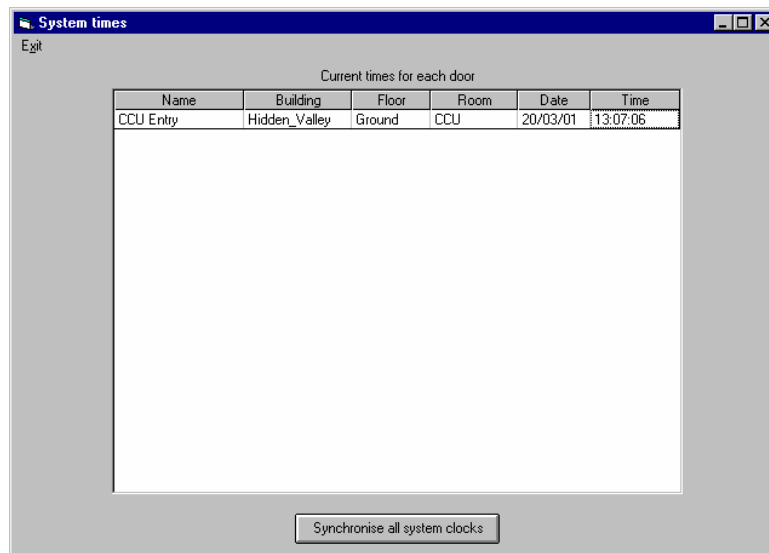 System times
Exit
Current times for each door
Name Building Floor Room Date Time
CCU Entry Hidden_Valley Ground CCU 20/03/01 13:07:06
Synchronise all system clocks